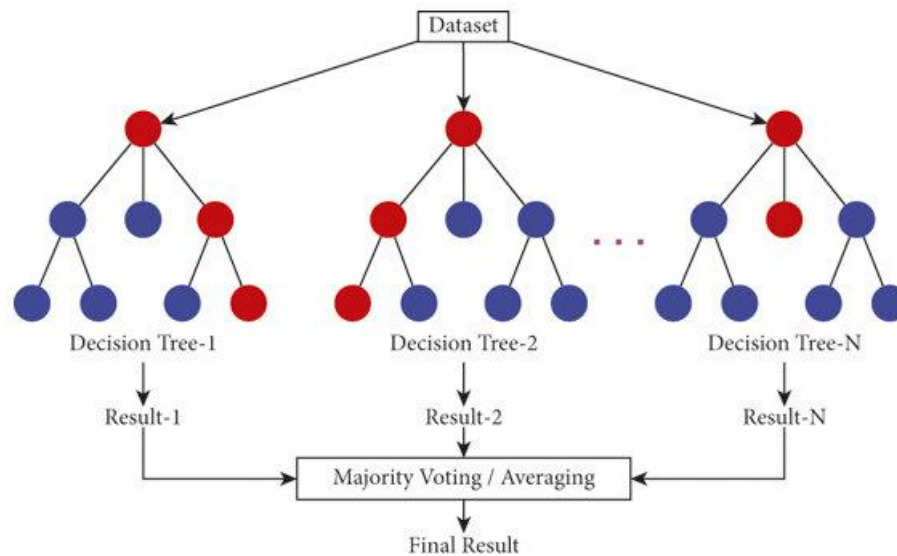 Dataset
Decision Tree-1
Decision Tree-2
Decision Tree-N
Result-1
Result-2
Result-N
Majority Voting / Averaging
Final Result